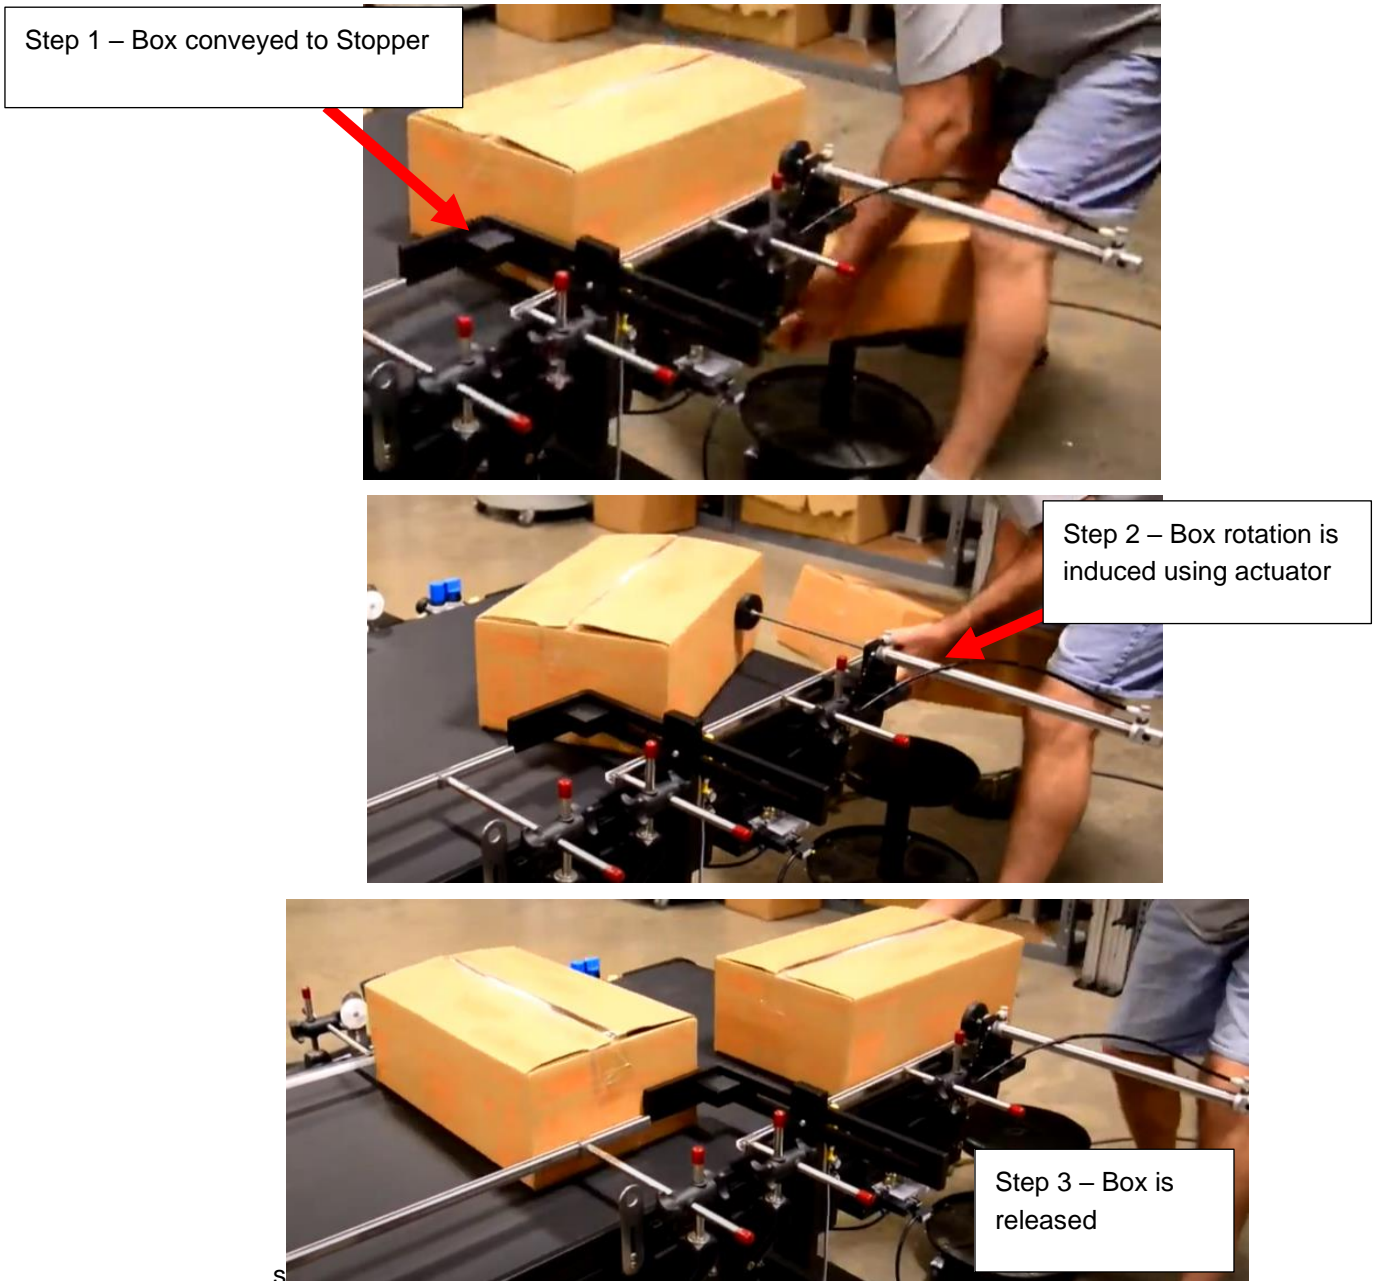 Step 1 – Box conveyed to Stopper
Step 2 – Box rotation is
induced using actuator
Step 3 – Box is
released
s